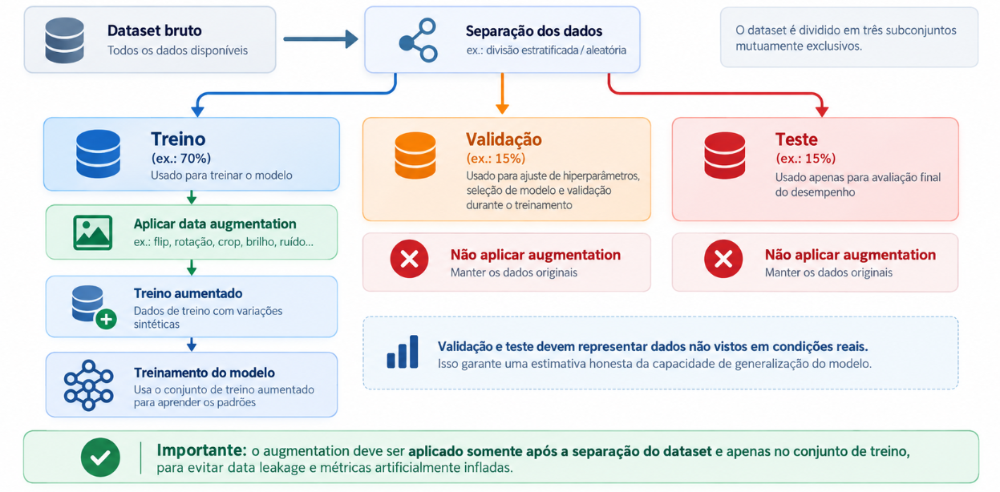 Dataset bruto
Todos os dados disponíveis
Separação dos dados
ex.: divisão estratificada / aleatória
O dataset é dividido em três subconjuntos
mutuamente exclusivos.
Treino
(ex.: 70%)
Usado para treinar o modelo
Validação
(ex.: 15%)
Usado para ajuste de hiperparâmetros,
seleção de modelo e validação
durante o treinamento
Teste
(ex.: 15%)
Usado apenas para avaliação final
do desempenho
Aplicar data augmentation
ex.: flip, rotação, crop, brilho, ruído...
Não aplicar augmentation
Manter os dados originais
Não aplicar augmentation
Manter os dados originais
Treino aumentado
Dados de treino com variações
sintéticas
Treinamento do modelo
Usa o conjunto de treino aumentado
para aprender os padrões
Validação e teste devem representar dados não vistos em condições reais.
Isso garante uma estimativa honesta da capacidade de generalização do modelo.
Importante: o augmentation deve ser aplicado somente após a separação do dataset e apenas no conjunto de treino,
para evitar data leakage e métricas artificialmente infladas.